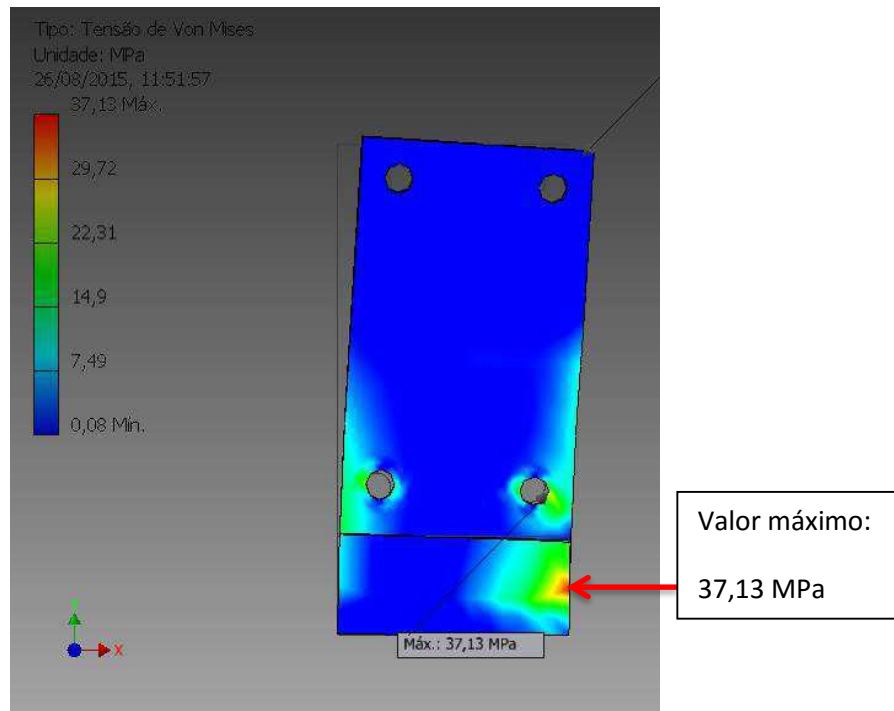 Tipo: Tensão de Von Mises
Unidade: MPa
26/08/2015, 11:51:57
37,13 Máx.
29,72
22,31
14,9
7,49
0,08 Mín.
Valor máximo:
37,13 MPa
Máx.: 37,13 MPa
Y
X